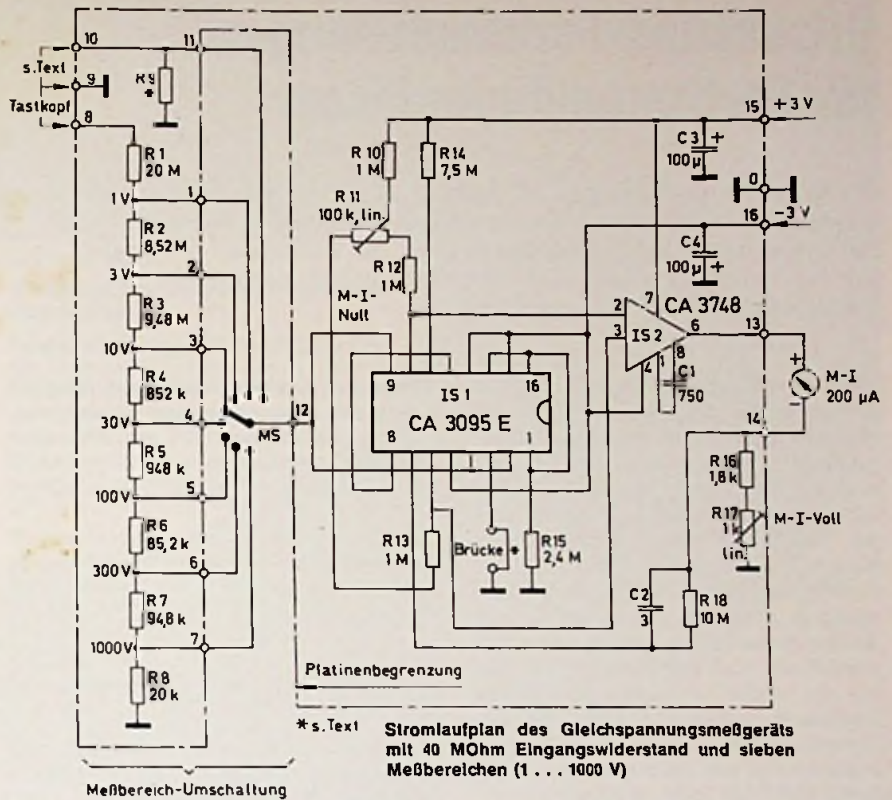 10
11
s.Text
9
R9
*
Tastkopf
8
R 1
20 M
1 V
1
R 2
8,52 M
3 V
2
R 3
9,48 M
10 V
3
R 4
852 k
30 V
4
MS
12
R 5
948 k
100 V
5
R 6
85,2 k
300 V
6
R 7
94,8 k
1000 V
7
R 8
20 k
R 10
1 M
R 14
7,5 M
R 11
100 k, lin.
R 12
1 M
M-I-
Null
15
+3 V
C 3
+
100 µ
0
16
-3 V
C 4
100 µ
+
CA 3748
2
7
3
IS 2
6
13
4
1
8
C 1
750
+
M-I
200 µA
-
14
9
16
IS 1
CA 3095 E
8
1
R 13
1 M
Brücke
*
R 15
2,4 M
R 16
1,8 k
R 17
1 k
lin.
M-I-Voll
C 2
3
R 18
10 M
Platinenbegrenzung
* s.Text
Stromlaufplan des Gleichspannungsmeßgeräts
mit 40 MOhm Eingangswiderstand und sieben
Meßbereichen (1 . . . 1000 V)
Meßbereich-Umschaltung